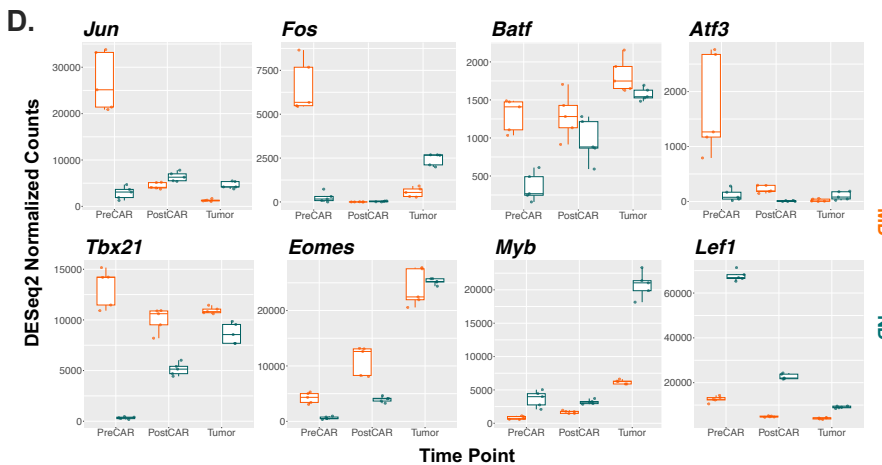 D.
Jun Fos Batf Atf3
30000 7500 2000 2000
20000 5000 1500
10000 2500 1000 1000
500
0 0 0
PreCAR PostCAR Tumor PreCAR PostCAR Tumor PreCAR PostCAR Tumor PreCAR PostCAR Tumor
DESeq2 Normalized Counts
Tbx21 Eomes Myb Lef1
15000 20000
20000 60000
10000 15000
40000
10000 10000
5000 5000 20000
0 0 0
PreCAR PostCAR Tumor PreCAR PostCAR Tumor PreCAR PostCAR Tumor PreCAR PostCAR Tumor
Time Point